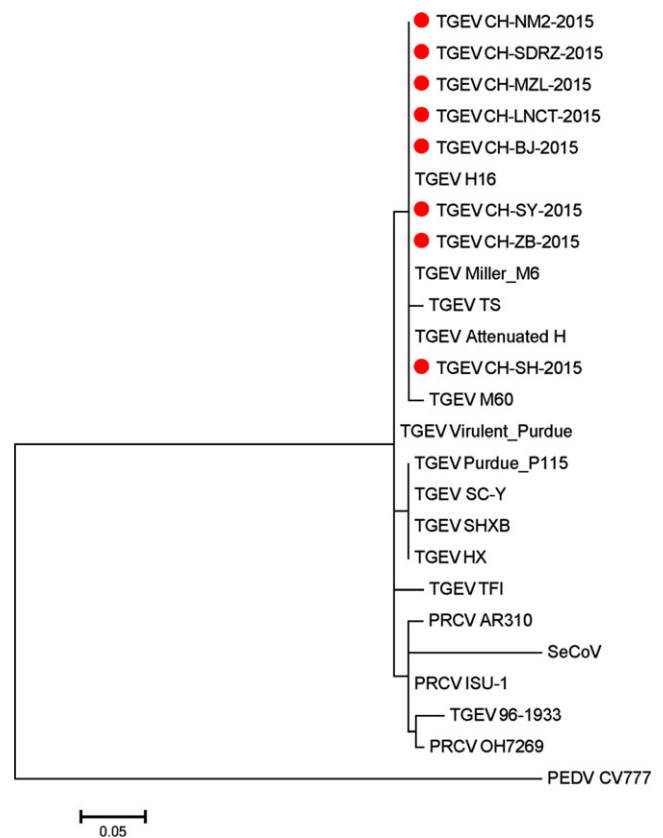 TGEV CH-NM2-2015
TGEV CH-SDRZ-2015
TGEV CH-MZL-2015
TGEV CH-LNCT-2015
TGEV CH-BJ-2015
TGEV H16
TGEV CH-SY-2015
TGEV CH-ZB-2015
TGEV Miller_M6
TGEV TS
TGEV Attenuated H
TGEV CH-SH-2015
TGEV M60
TGEV Virulent_Purdue
TGEV Purdue_P115
TGEV SC-Y
TGEV SHXB
TGEV HX
TGEV TFI
PRCV AR310
SeCoV
PRCV ISU-1
TGEV 96-1933
PRCV OH7269
PEDV CV777
0.05